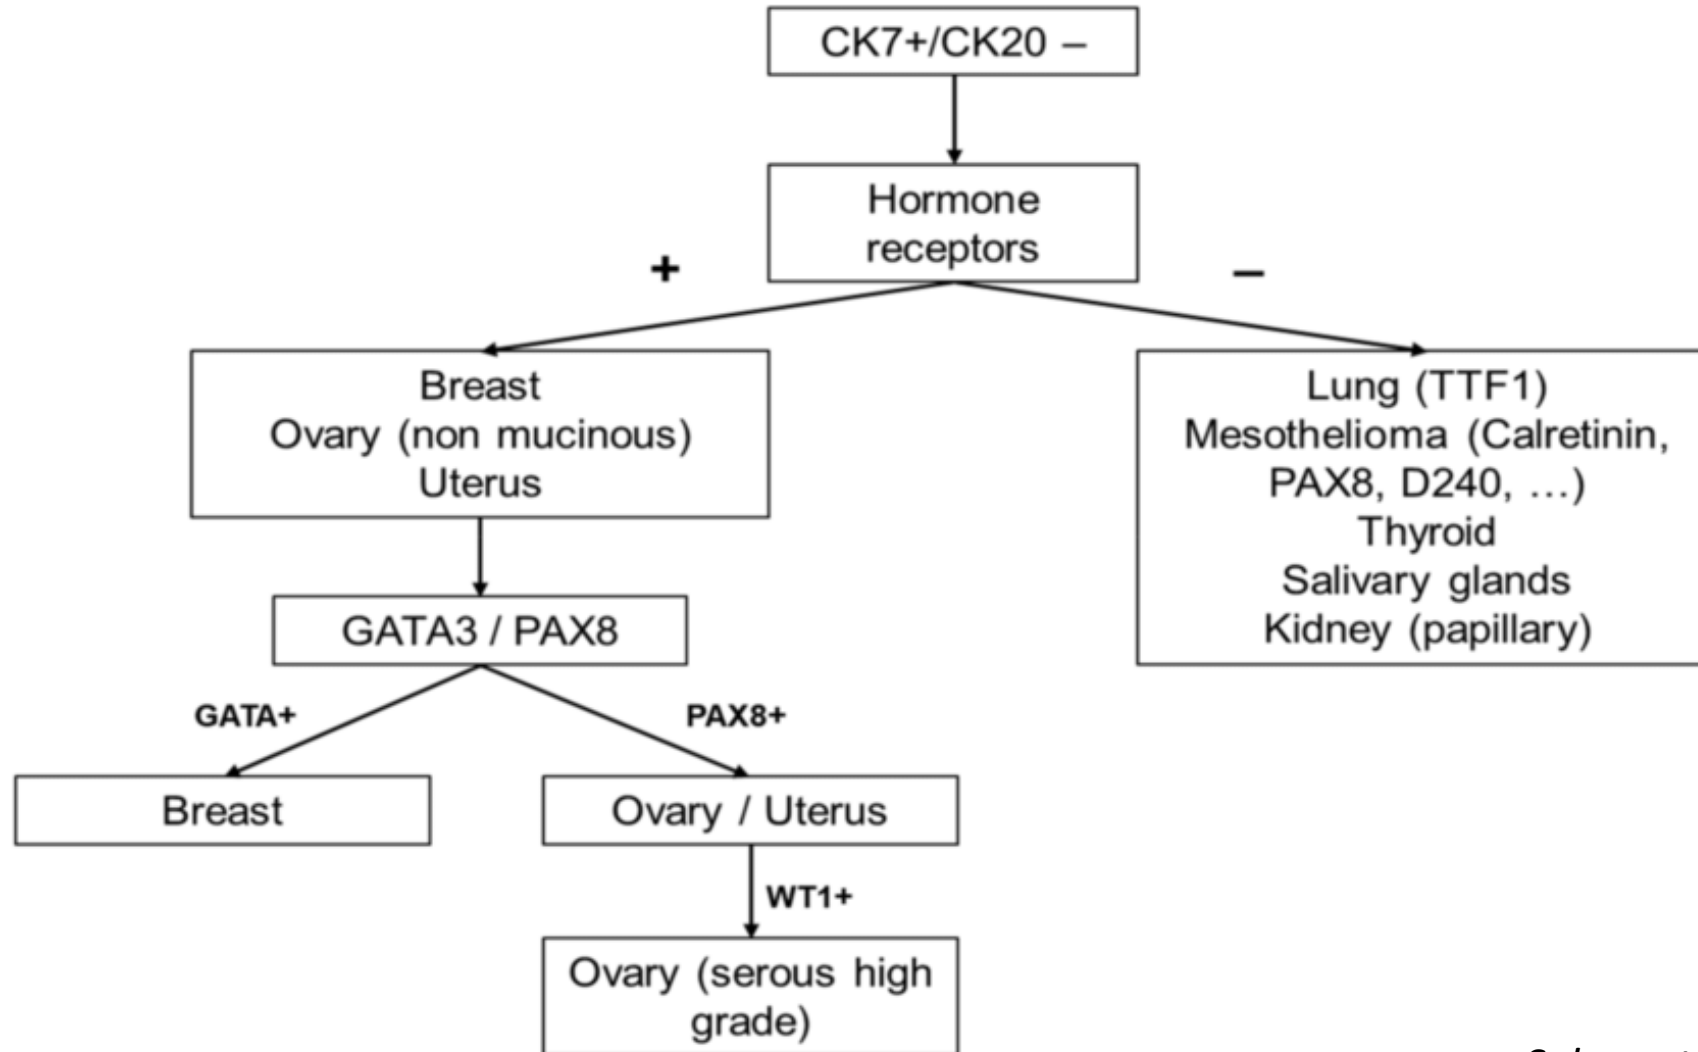 CK7+/CK20 –
Hormone
receptors
+
–
Breast
Ovary (non mucinous)
Uterus
Lung (TTF1)
Mesothelioma (Calretinin,
PAX8, D240, …)
Thyroid
Salivary glands
Kidney (papillary)
GATA3 / PAX8
GATA+
PAX8+
Breast
Ovary / Uterus
WT1+
Ovary (serous high
grade)